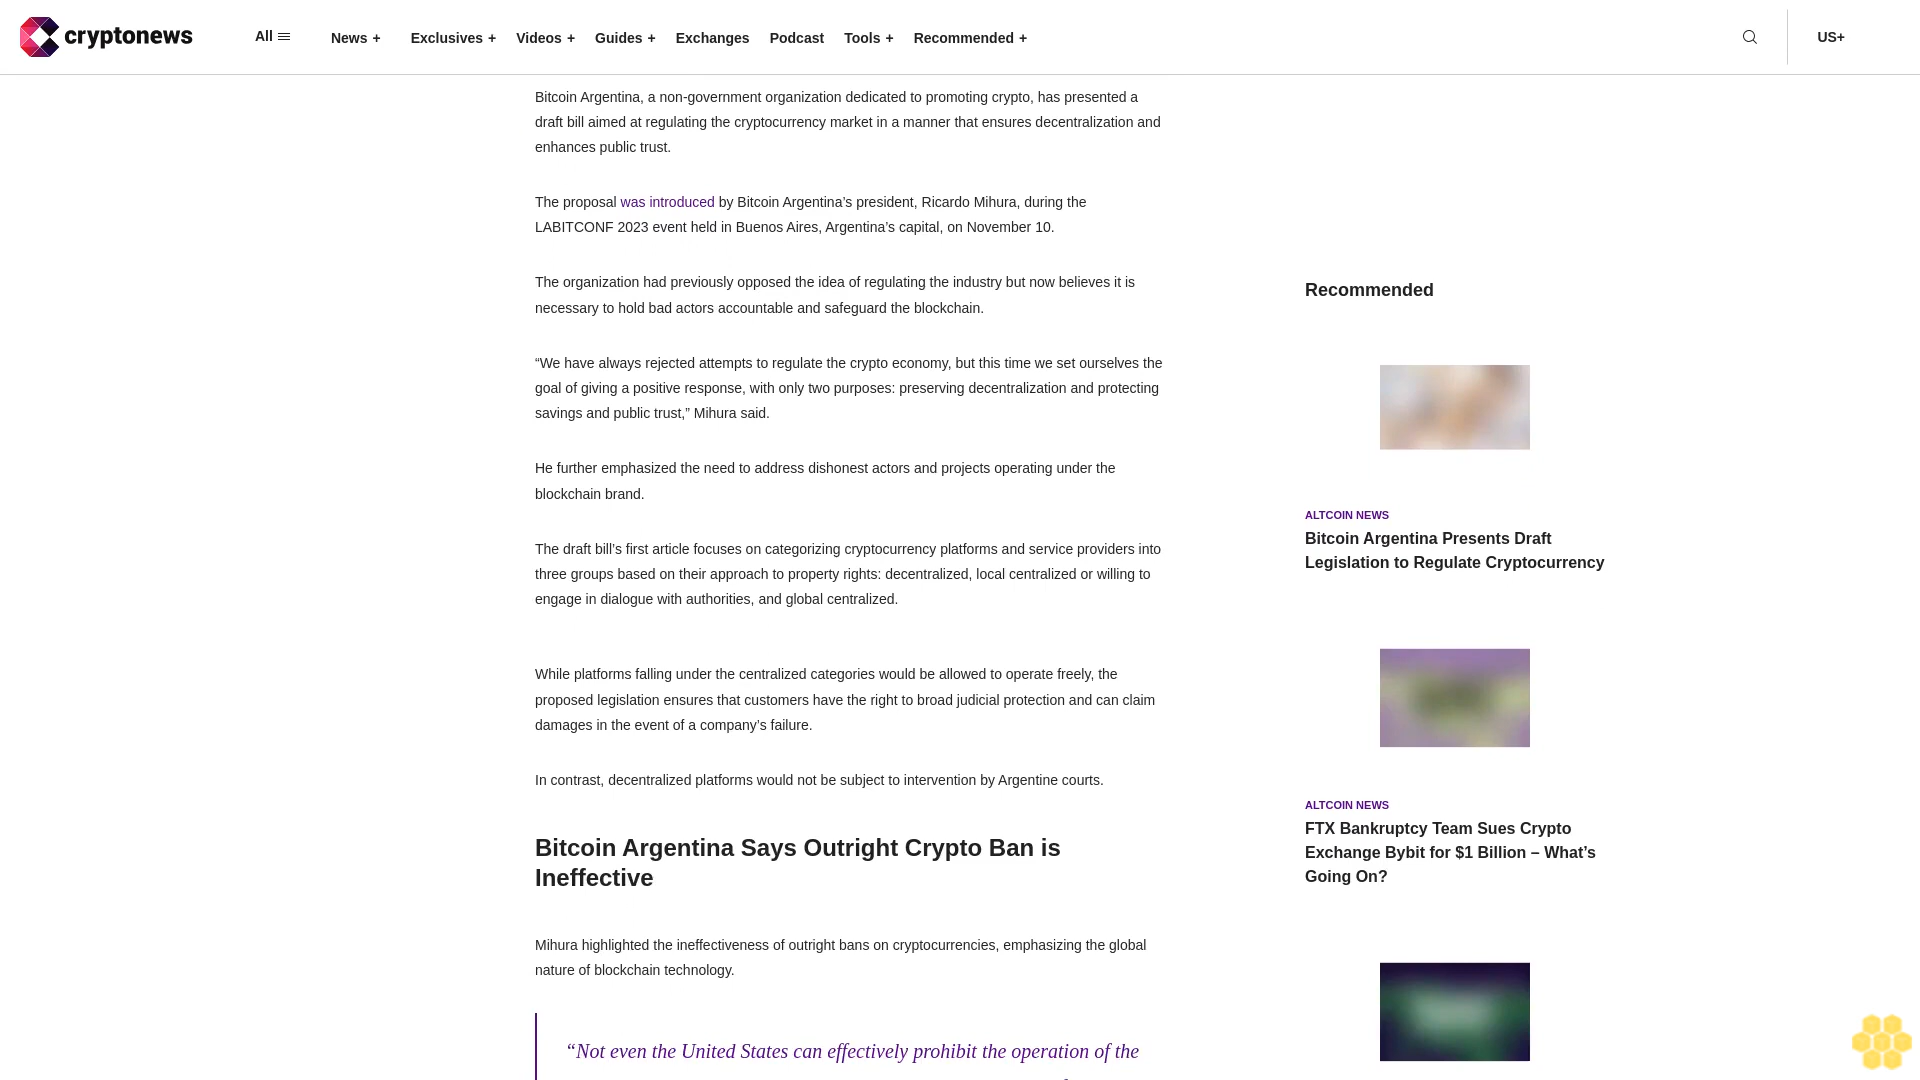 cryptonews
All
News +
Exclusives +
Videos +
Guides +
Exchanges
Podcast
Tools +
Recommended +
US+
Bitcoin Argentina, a non-government organization dedicated to promoting crypto, has presented a
draft bill aimed at regulating the cryptocurrency market in a manner that ensures decentralization and
enhances public trust.
The proposal was introduced by Bitcoin Argentina’s president, Ricardo Mihura, during the
LABITCONF 2023 event held in Buenos Aires, Argentina’s capital, on November 10.
The organization had previously opposed the idea of regulating the industry but now believes it is
necessary to hold bad actors accountable and safeguard the blockchain.
“We have always rejected attempts to regulate the crypto economy, but this time we set ourselves the
goal of giving a positive response, with only two purposes: preserving decentralization and protecting
savings and public trust,” Mihura said.
He further emphasized the need to address dishonest actors and projects operating under the
blockchain brand.
The draft bill’s first article focuses on categorizing cryptocurrency platforms and service providers into
three groups based on their approach to property rights: decentralized, local centralized or willing to
engage in dialogue with authorities, and global centralized.
While platforms falling under the centralized categories would be allowed to operate freely, the
proposed legislation ensures that customers have the right to broad judicial protection and can claim
damages in the event of a company’s failure.
In contrast, decentralized platforms would not be subject to intervention by Argentine courts.
Bitcoin Argentina Says Outright Crypto Ban is
Ineffective
Mihura highlighted the ineffectiveness of outright bans on cryptocurrencies, emphasizing the global
nature of blockchain technology.
“Not even the United States can effectively prohibit the operation of the
Recommended
ALTCOIN NEWS
Bitcoin Argentina Presents Draft
Legislation to Regulate Cryptocurrency
ALTCOIN NEWS
FTX Bankruptcy Team Sues Crypto
Exchange Bybit for $1 Billion – What’s
Going On?